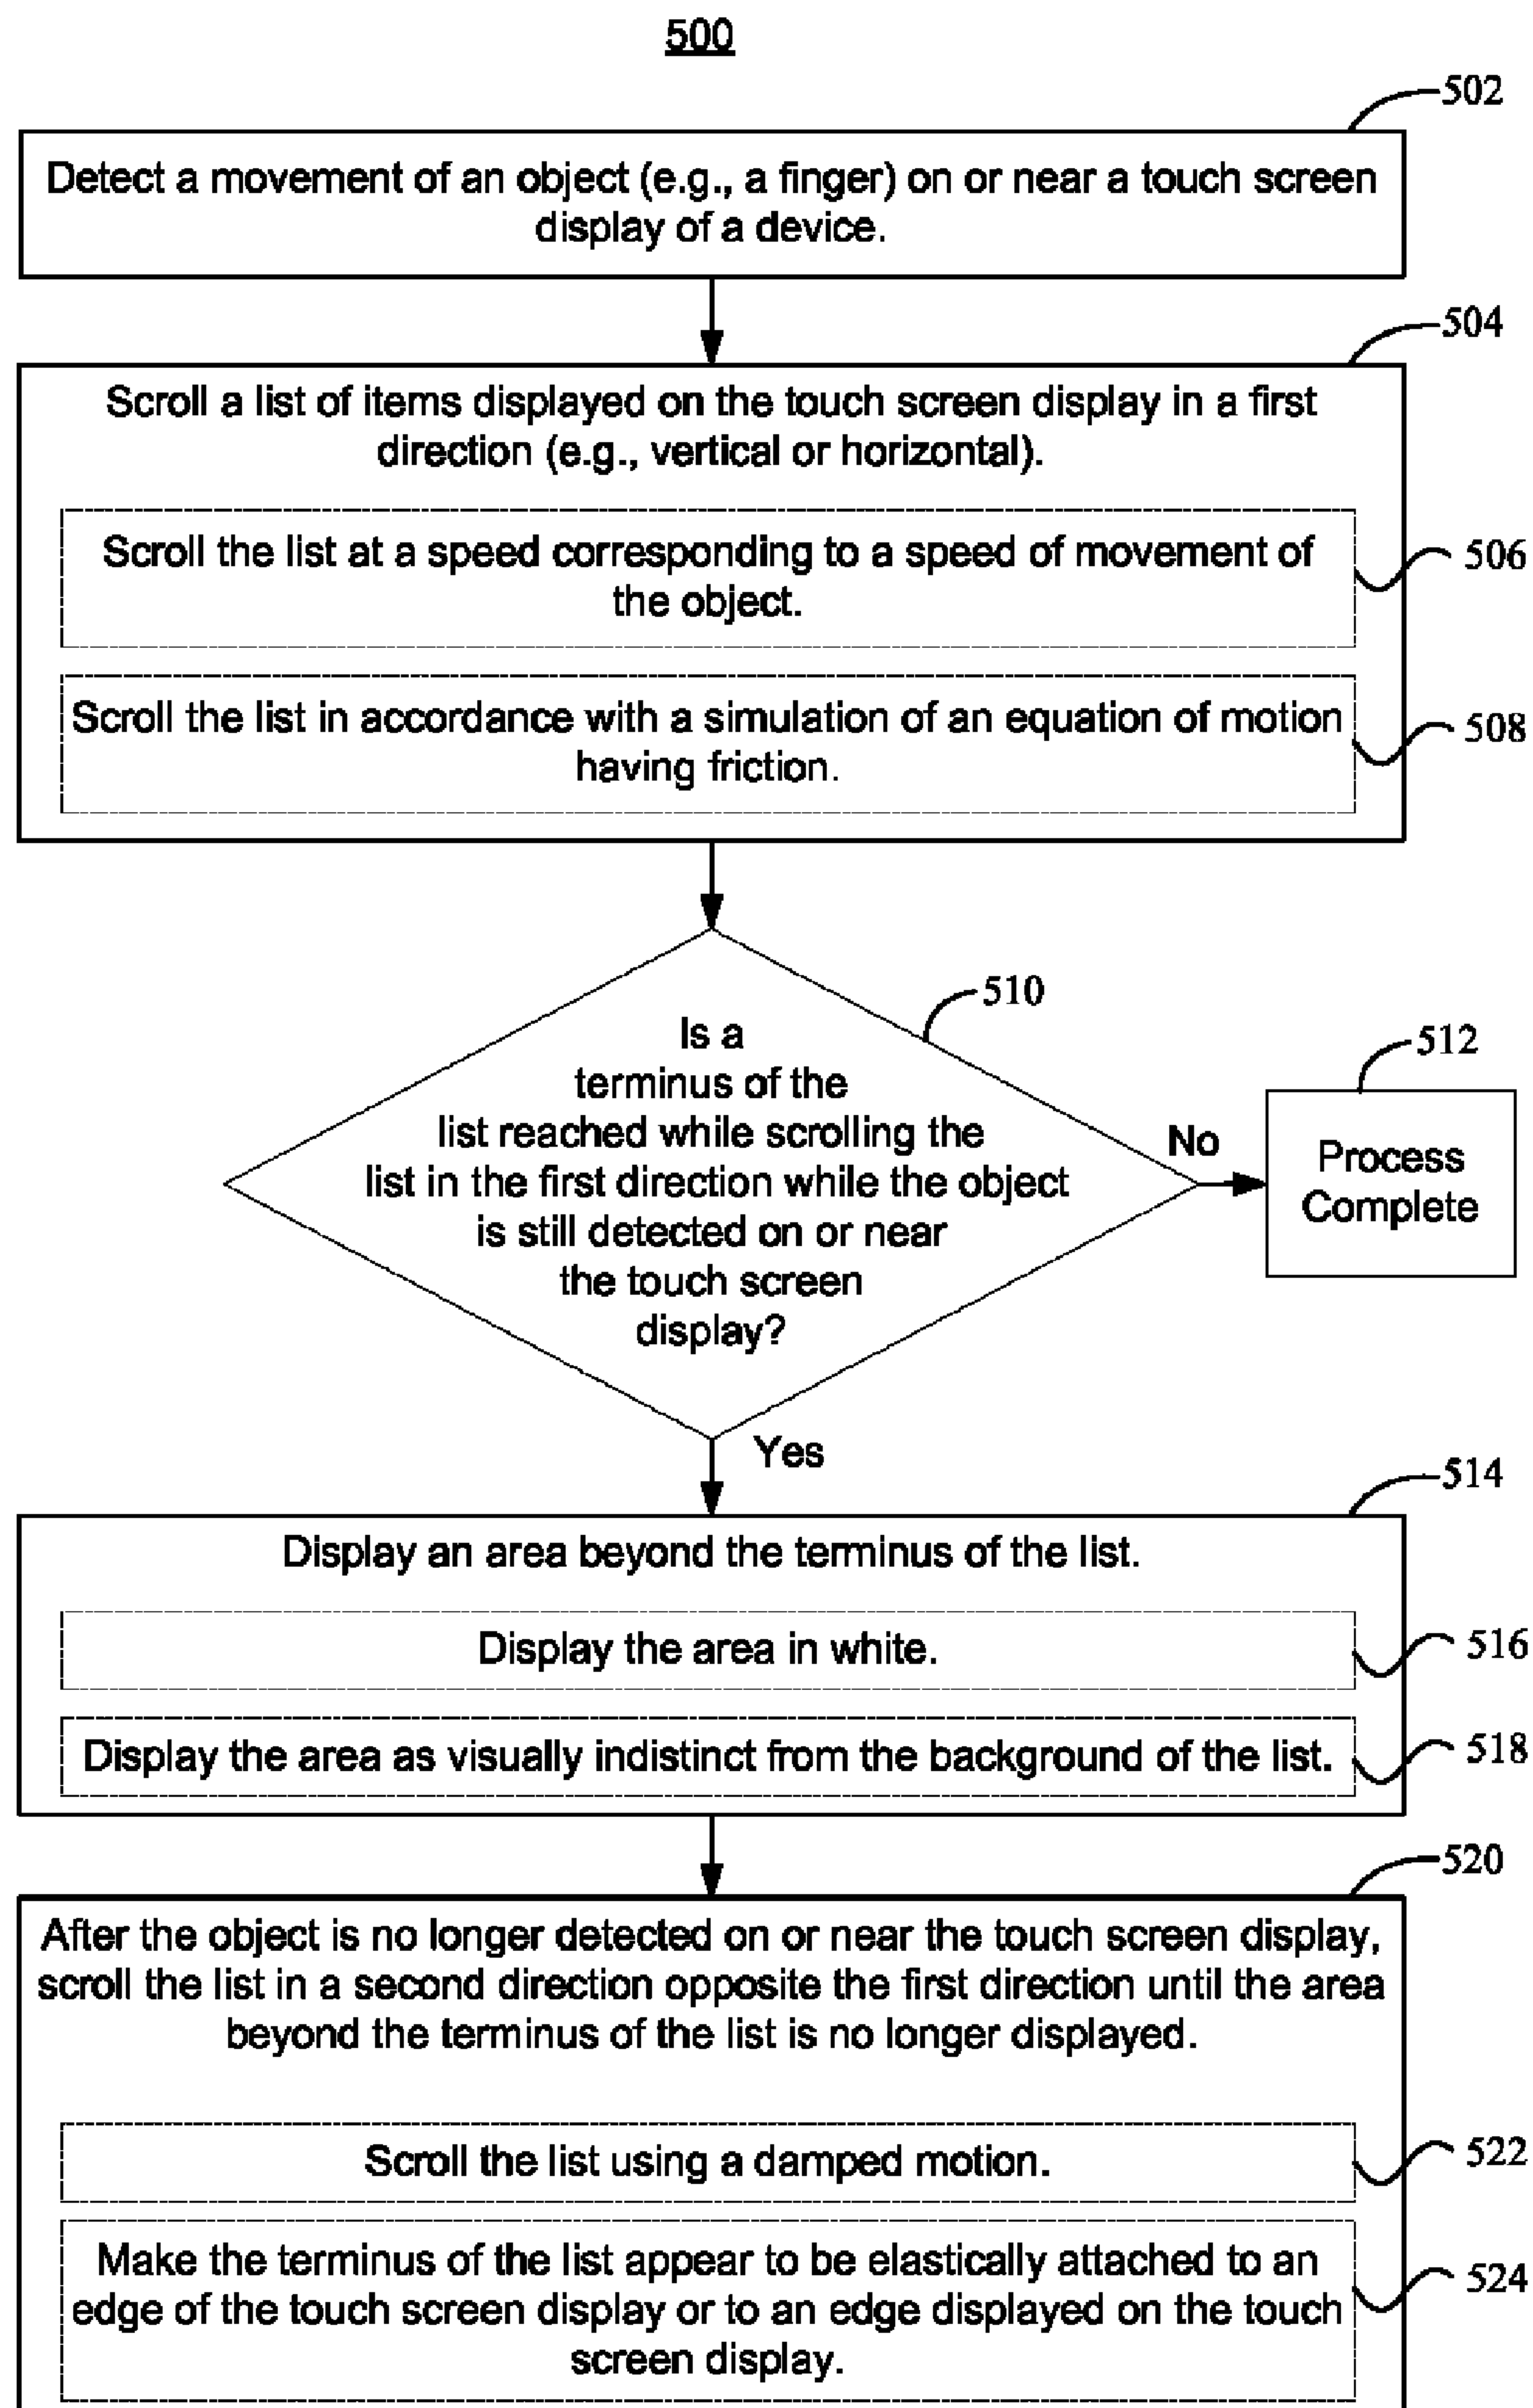 500
502
Detect a movement of an object (e.g., a finger) on or near a touch screen
display of a device.
504
Scroll a list of items displayed on the touch screen display in a first
direction (e.g., vertical or horizontal).
Scroll the list at a speed corresponding to a speed of movement of
the object.
506
Scroll the list in accordance with a simulation of an equation of motion
having friction.
508
510
Is a
terminus of the
list reached while scrolling the
list in the first direction while the object
is still detected on or near
the touch screen
display?
No
512
Process
Complete
Yes
514
Display an area beyond the terminus of the list.
Display the area in white.
516
Display the area as visually indistinct from the background of the list.
518
520
After the object is no longer detected on or near the touch screen display,
scroll the list in a second direction opposite the first direction until the area
beyond the terminus of the list is no longer displayed.
Scroll the list using a damped motion.
522
Make the terminus of the list appear to be elastically attached to an
edge of the touch screen display or to an edge displayed on the touch
screen display.
524